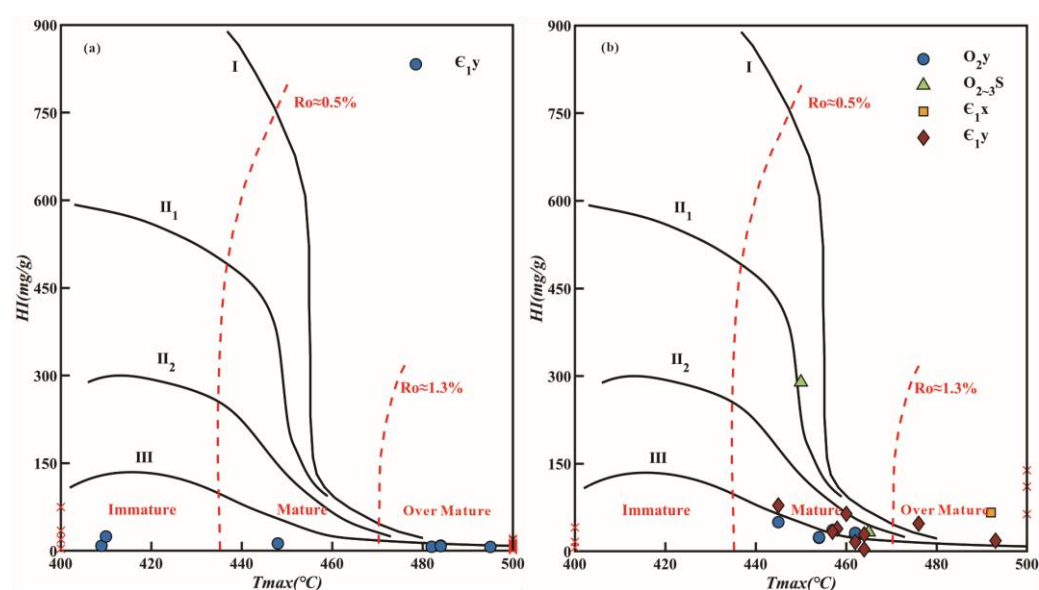 900
750
600
450
300
150
0
HI(mg/g)
(a)
Є₁y
I
Ro≈0.5%
II₁
II₂
Ro≈1.3%
III
Immature
Mature
Over Mature
400 420 440 460 480 500
Tmax(°C)
900
750
600
450
300
150
0
HI(mg/g)
(b)
O₂y
O₂~₃S
Є₁x
Є₁y
I
Ro≈0.5%
II₁
II₂
Ro≈1.3%
III
Immature
Mature
Over Mature
400 420 440 460 480 500
Tmax(°C)